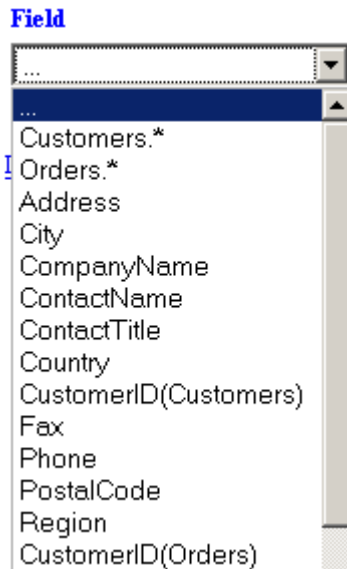 Field
...
...
Customers.*
Orders.*
Address
City
CompanyName
ContactName
ContactTitle
Country
CustomerID(Customers)
Fax
Phone
PostalCode
Region
CustomerID(Orders)